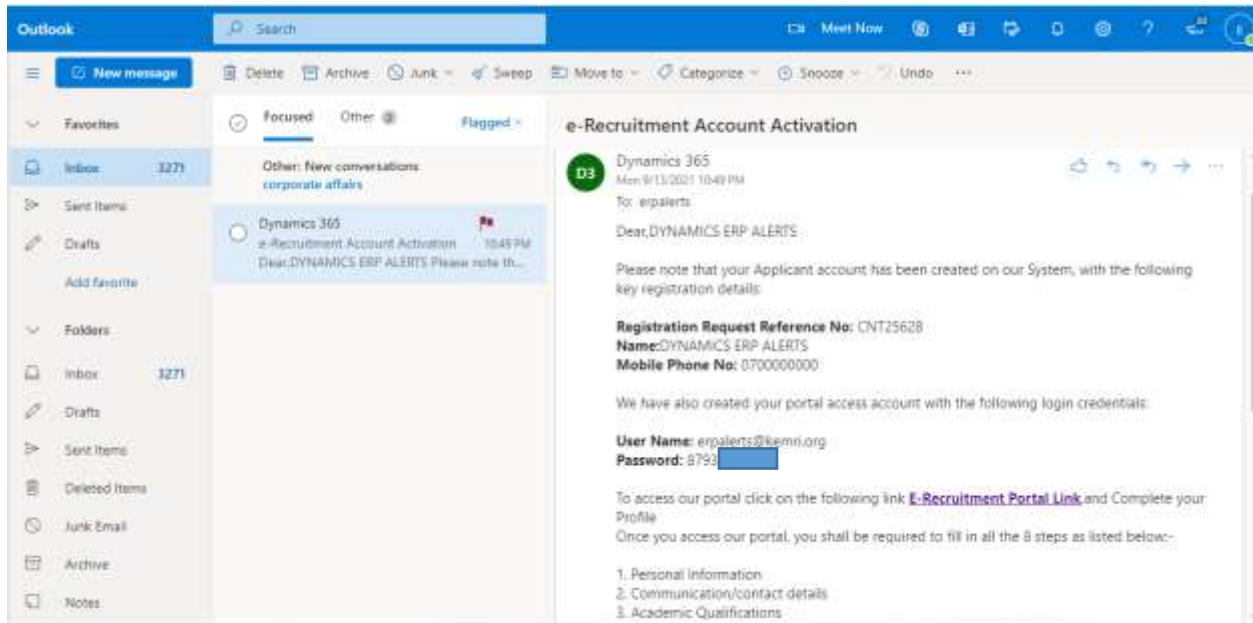 Outlook
Search
Meet Now
New message
Delete
Archive
Junk
Sweep
Move to
Categorize
Snooze
Undo
Favorites
Inbox 3271
Sent Items
Drafts
Add favorite
Folders
Inbox 3271
Drafts
Sent Items
Deleted Items
Junk Email
Archive
Notes
Focused
Other
Flagged
Other: New conversations
corporate affairs
Dynamics 365
e-Recruitment Account Activation 10:49 PM
Dear,DYNAMICS ERP ALERTS Please note th...
e-Recruitment Account Activation
D3
Dynamics 365
Mon 9/13/2021 10:49 PM
To: erpalerts
Dear,DYNAMICS ERP ALERTS
Please note that your Applicant account has been created on our System, with the following
key registration details:
Registration Request Reference No: CNT25628
Name:DYNAMICS ERP ALERTS
Mobile Phone No: 0700000000
We have also created your portal access account with the following login credentials:
User Name: erpalerts@kemri.org
Password: 8793
To access our portal click on the following link E-Recruitment Portal Link and Complete your
Profile
Once you access our portal, you shall be required to fill in all the 8 steps as listed below:-
1. Personal Information
2. Communication/contact details
3. Academic Qualifications